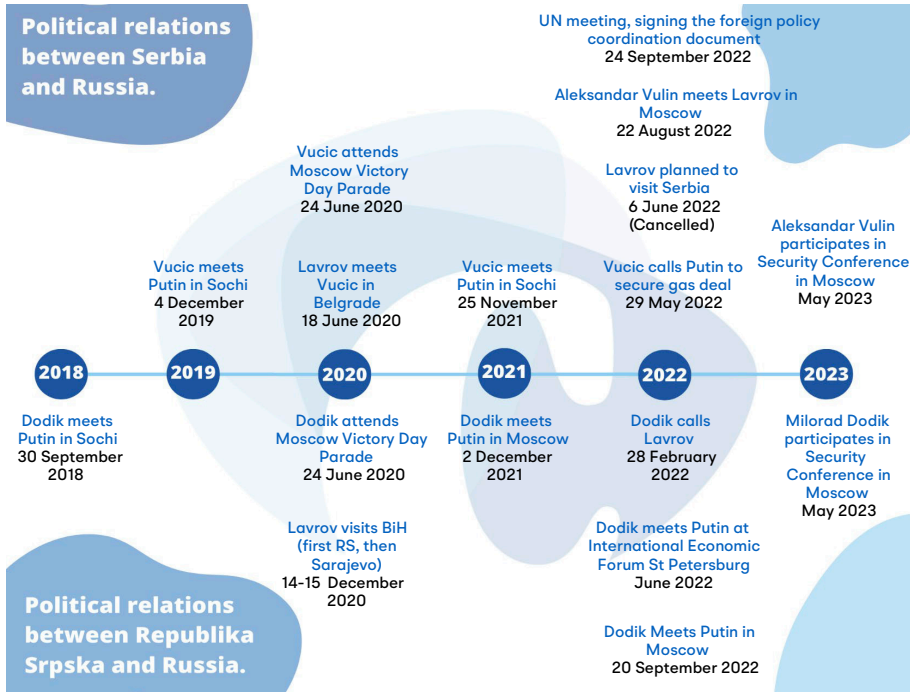 Political relations
between Serbia
and Russia.
UN meeting, signing the foreign policy
coordination document
24 September 2022
Aleksandar Vulin meets Lavrov in
Moscow
22 August 2022
Lavrov planned to
visit Serbia
6 June 2022
(Cancelled)
Vucic attends
Moscow Victory
Day Parade
24 June 2020
Aleksandar Vulin
participates in
Security Conference
in Moscow
May 2023
Vucic meets
Putin in Sochi
4 December
2019
Lavrov meets
Vucic in
Belgrade
18 June 2020
Vucic meets
Putin in Sochi
25 November
2021
Vucic calls Putin to
secure gas deal
29 May 2022
2018
2019
2020
2021
2022
2023
Dodik meets
Putin in Sochi
30 September
2018
Dodik attends
Moscow Victory Day
Parade
24 June 2020
Dodik meets
Putin in Moscow
2 December
2021
Dodik calls
Lavrov
28 February
2022
Milorad Dodik
participates in
Security
Conference in
Moscow
May 2023
Lavrov visits BiH
(first RS, then
Sarajevo)
14-15 December
2020
Dodik meets Putin at
International Economic
Forum St Petersburg
June 2022
Dodik Meets Putin in
Moscow
20 September 2022
Political relations
between Republika
Srpska and Russia.